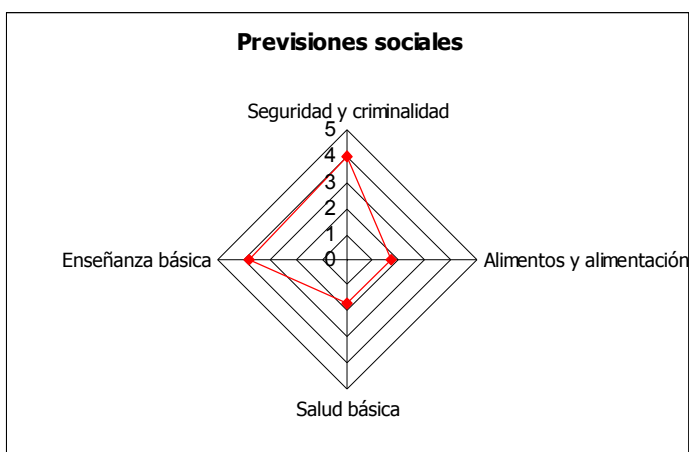 Previsiones sociales
Seguridad y criminalidad
5
4
3
2
1
0
Enseñanza básica
Alimentos y alimentación
Salud básica